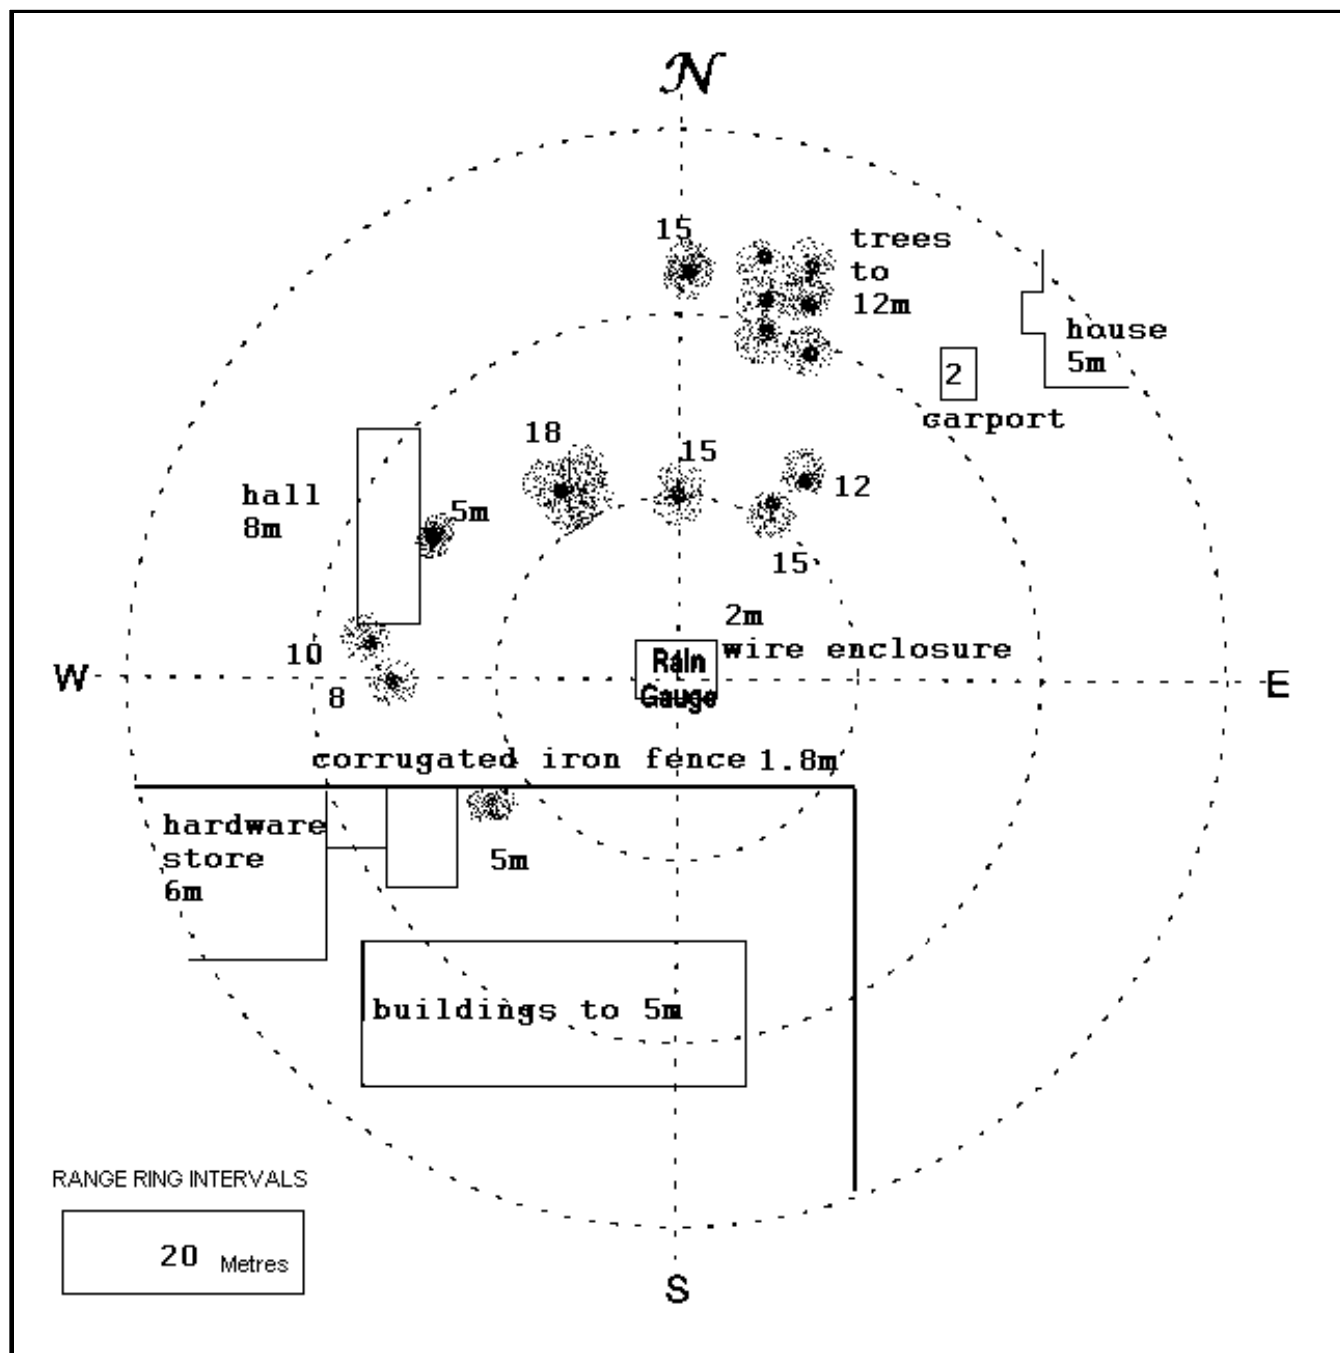 N
15
trees
to
12m
house
5m
2
carport
18
15
12
hall
8m
5m
15
2m
wire enclosure
Rain
Gauge
10
8
W
E
corrugated iron fence 1.8m
hardware
store
6m
5m
buildings to 5m
RANGE RING INTERVALS
20 Metres
S